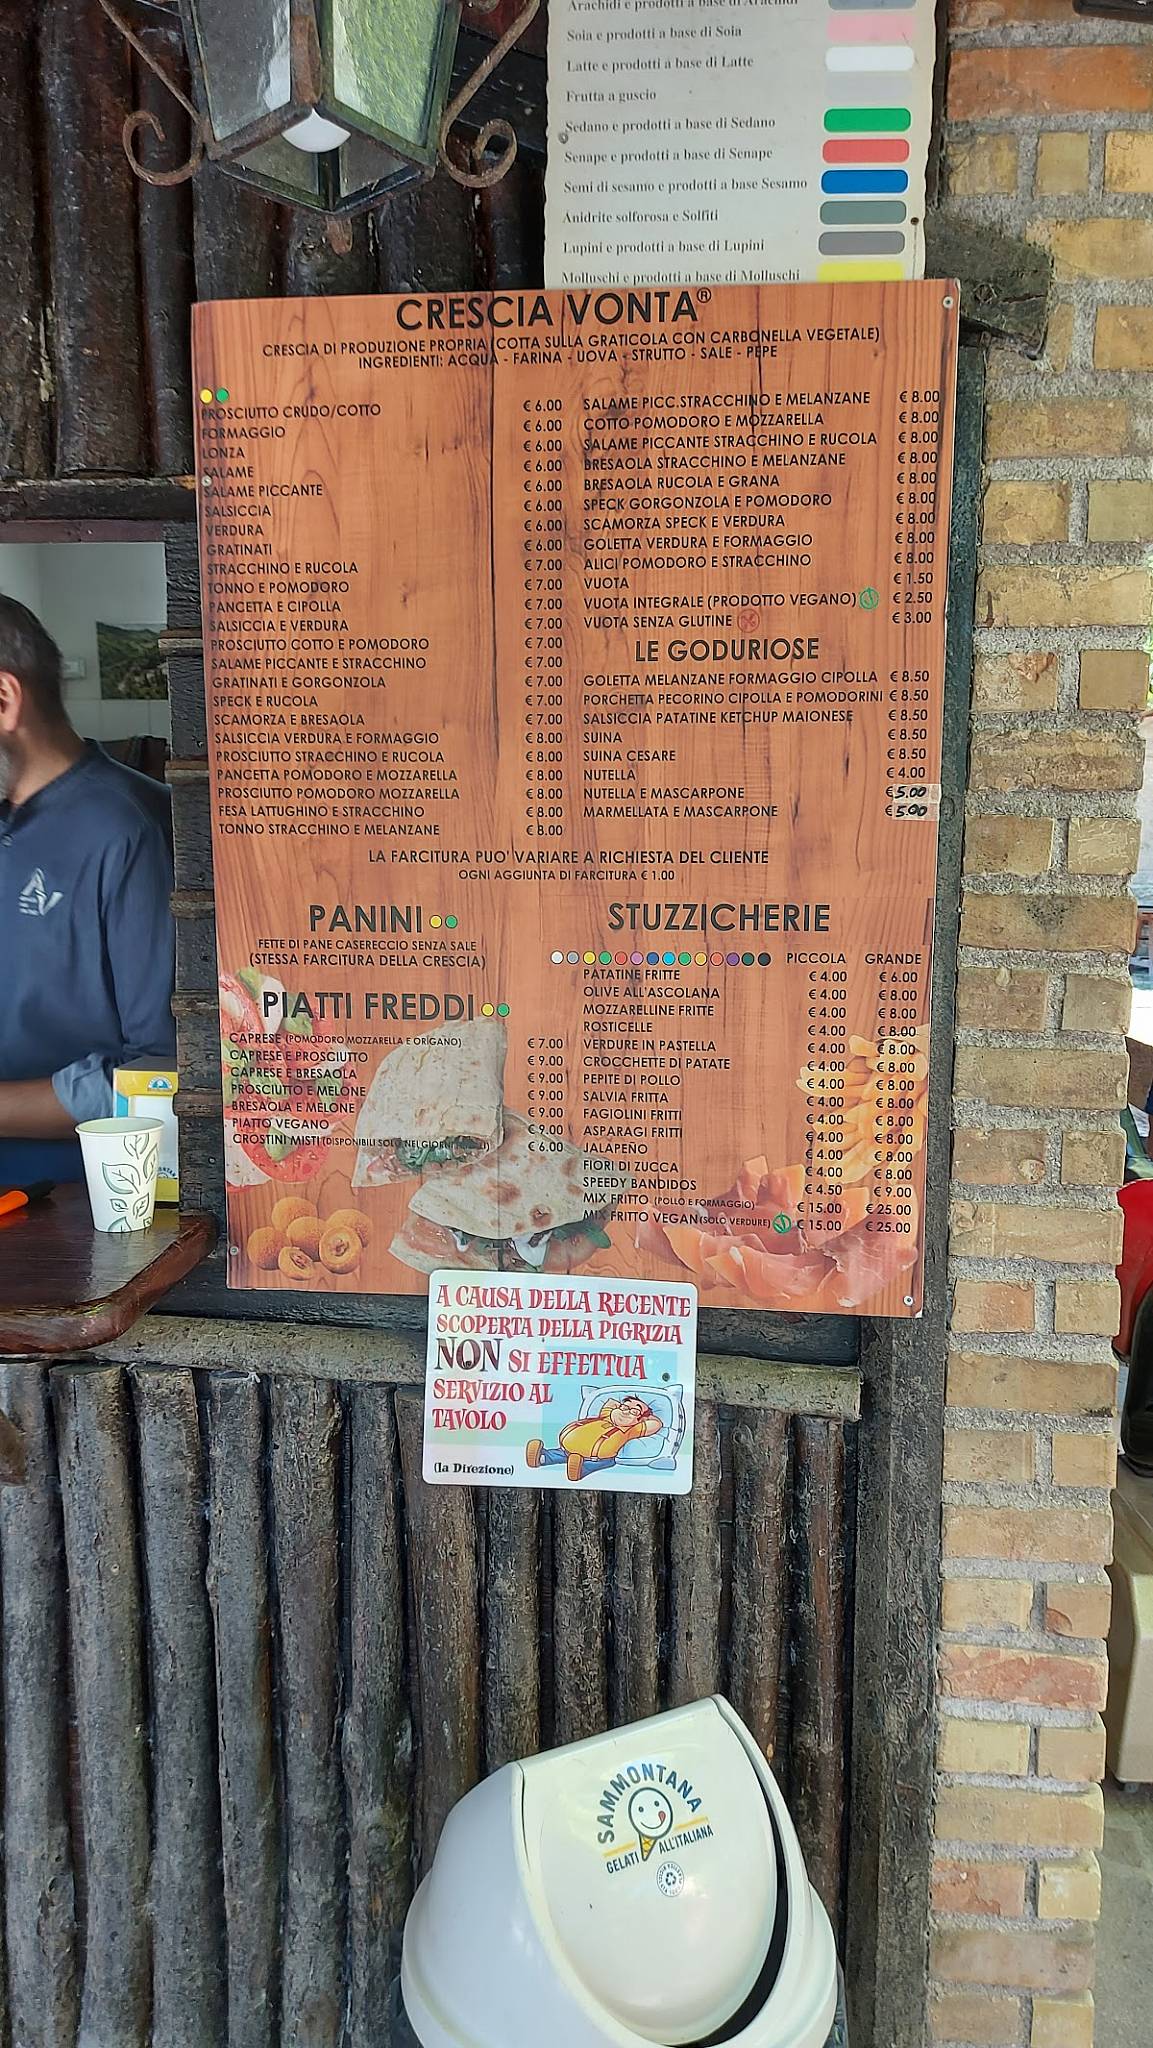 Arachidi e prodotti a base di Arachidi
Soia e prodotti a base di Soia
Latte e prodotti a base di Latte
Frutta a guscio
Sedano e prodotti a base di Sedano
Senape e prodotti a base di Senape
Semi di sesamo e prodotti a base Sesamo
Anidrite solforosa e Solfiti
Lupini e prodotti a base di Lupini
Molluschi e prodotti a base di Molluschi
CRESCIA VONTA®
CRESCIA DI PRODUZIONE PROPRIA (COTTA SULLA GRATICOLA CON CARBONELLA VEGETALE)
INGREDIENTI: ACQUA - FARINA - UOVA - STRUTTO - SALE - PEPE
PROSCIUTTO CRUDO/COTTO € 6.00
FORMAGGIO € 6.00
LONZA € 6.00
SALAME € 6.00
SALAME PICCANTE € 6.00
SALSICCIA € 6.00
VERDURA € 6.00
GRATINATI € 6.00
STRACCHINO E RUCOLA € 7.00
TONNO E POMODORO € 7.00
PANCETTA E CIPOLLA € 7.00
SALSICCIA E VERDURA € 7.00
PROSCIUTTO COTTO E POMODORO € 7.00
SALAME PICCANTE E STRACCHINO € 7.00
GRATINATI E GORGONZOLA € 7.00
SPECK E RUCOLA € 7.00
SCAMORZA E BRESAOLA € 7.00
SALSICCIA VERDURA E FORMAGGIO € 8.00
PROSCIUTTO STRACCHINO E RUCOLA € 8.00
PANCETTA POMODORO E MOZZARELLA € 8.00
PROSCIUTTO POMODORO MOZZARELLA € 8.00
FESA LATTUGHINO E STRACCHINO € 8.00
TONNO STRACCHINO E MELANZANE € 8.00
SALAME PICC.STRACCHINO E MELANZANE € 8.00
COTTO POMODORO E MOZZARELLA € 8.00
SALAME PICCANTE STRACCHINO E RUCOLA € 8.00
BRESAOLA STRACCHINO E MELANZANE € 8.00
BRESAOLA RUCOLA E GRANA € 8.00
SPECK GORGONZOLA E POMODORO € 8.00
SCAMORZA SPECK E VERDURA € 8.00
GOLETTA VERDURA E FORMAGGIO € 8.00
ALICI POMODORO E STRACCHINO € 8.00
VUOTA € 1.50
VUOTA INTEGRALE (PRODOTTO VEGANO) € 2.50
VUOTA SENZA GLUTINE € 3.00
LE GODURIOSE
GOLETTA MELANZANE FORMAGGIO CIPOLLA € 8.50
PORCHETTA PECORINO CIPOLLA E POMODORINI € 8.50
SALSICCIA PATATINE KETCHUP MAIONESE € 8.50
SUINA € 8.50
SUINA CESARE € 8.50
NUTELLA € 4.00
NUTELLA E MASCARPONE € 5.00
MARMELLATA E MASCARPONE € 5.00
LA FARCITURA PUO' VARIARE A RICHIESTA DEL CLIENTE
OGNI AGGIUNTA DI FARCITURA € 1.00
PANINI
FETTE DI PANE CASERECCIO SENZA SALE
(STESSA FARCITURA DELLA CRESCIA)
PIATTI FREDDI
CAPRESE (POMODORO MOZZARELLA E ORIGANO) € 7.00
CAPRESE E PROSCIUTTO € 9.00
CAPRESE E BRESAOLA € 9.00
PROSCIUTTO E MELONE € 9.00
BRESAOLA E MELONE € 9.00
PIATTO VEGANO € 9.00
CROSTINI MISTI (DISPONIBILI SOLO NEI GIORNI) € 6.00
STUZZICHERIE
PICCOLA GRANDE
PATATINE FRITTE € 4.00 € 6.00
OLIVE ALL'ASCOLANA € 4.00 € 8.00
MOZZARELLINE FRITTE € 4.00 € 8.00
ROSTICELLE € 4.00 € 8.00
VERDURE IN PASTELLA € 4.00 € 8.00
CROCCHETTE DI PATATE € 4.00 € 8.00
PEPITE DI POLLO € 4.00 € 8.00
SALVIA FRITTA € 4.00 € 8.00
FAGIOLINI FRITTI € 4.00 € 8.00
ASPARAGI FRITTI € 4.00 € 8.00
JALAPEÑO € 4.00 € 8.00
FIORI DI ZUCCA € 4.00 € 8.00
SPEEDY BANDIDOS € 4.50 € 9.00
MIX FRITTO (POLLO E FORMAGGIO) € 15.00 € 25.00
MIX FRITTO VEGAN (SOLO VERDURE) € 15.00 € 25.00
A CAUSA DELLA RECENTE
SCOPERTA DELLA PIGRIZIA
NON SI EFFETTUA
SERVIZIO AL
TAVOLO
(la Direzione)
SAMMONTANA
GELATI ALL'ITALIANA
AV